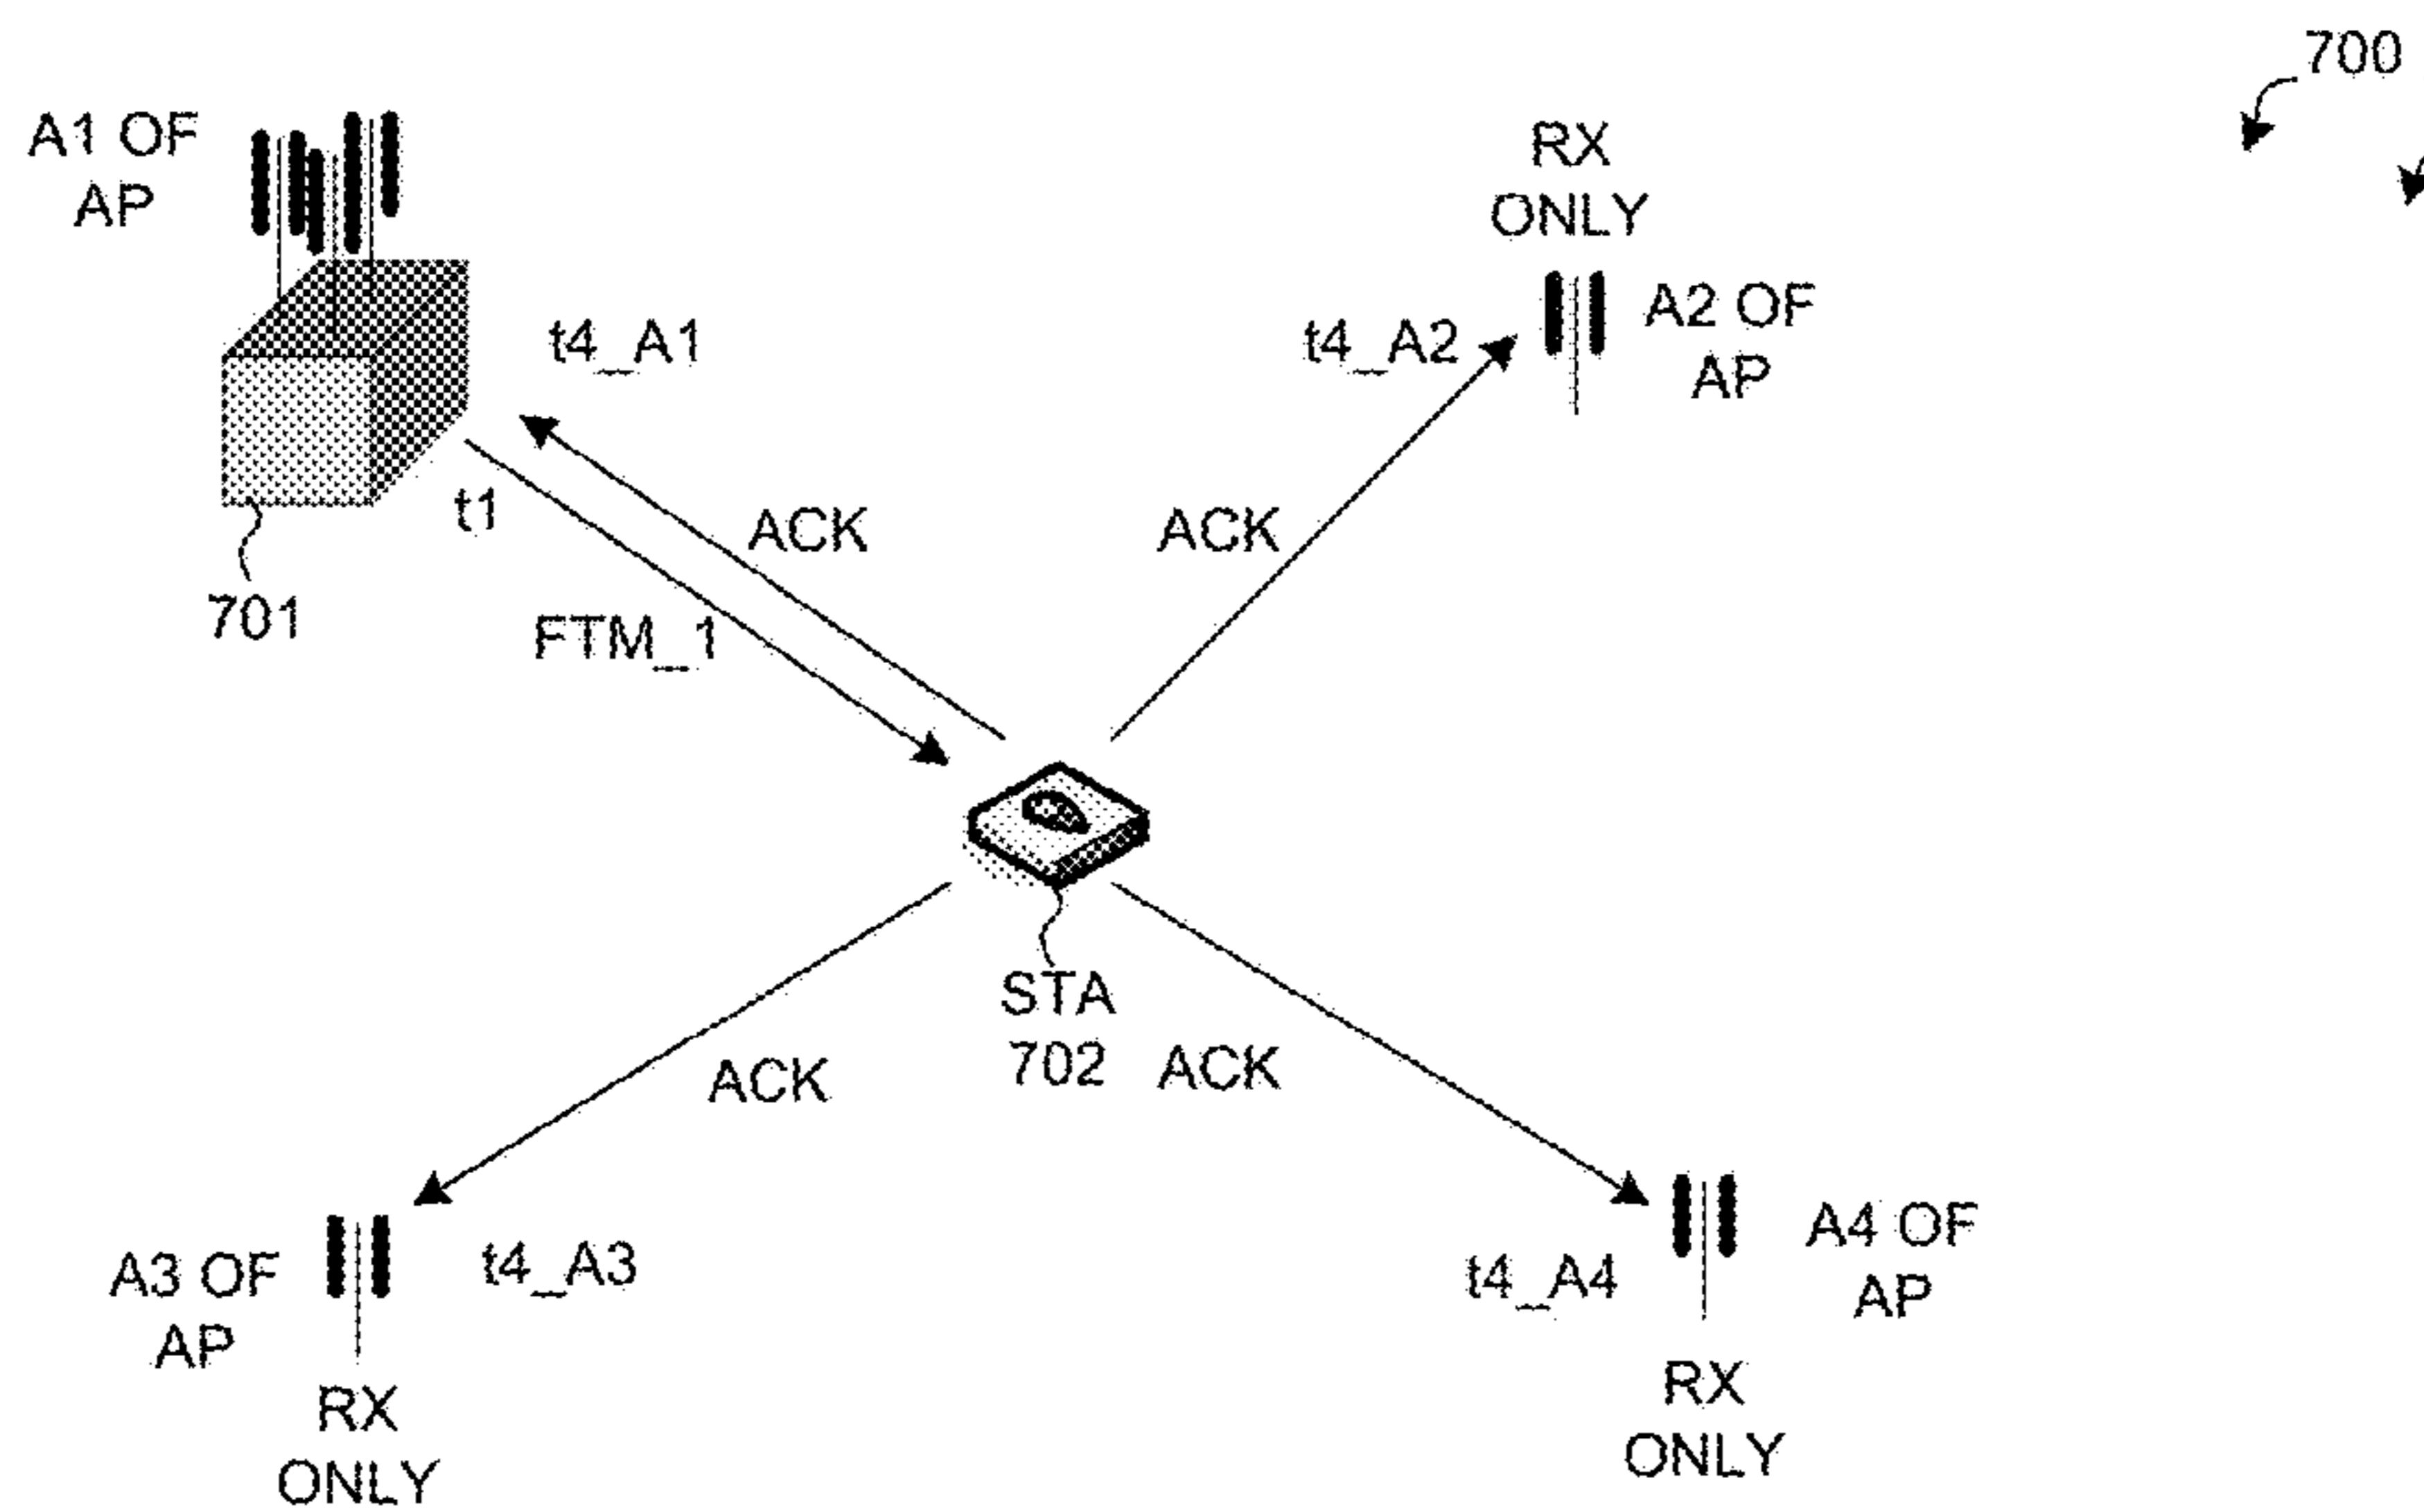 700
A1 OF
AP
RX
ONLY
t4_A1
t4_A2
A2 OF
AP
t1
ACK
ACK
701
FTM_1
STA
702
ACK
ACK
A3 OF
AP
t4_A3
t4_A4
A4 OF
AP
RX
ONLY
RX
ONLY